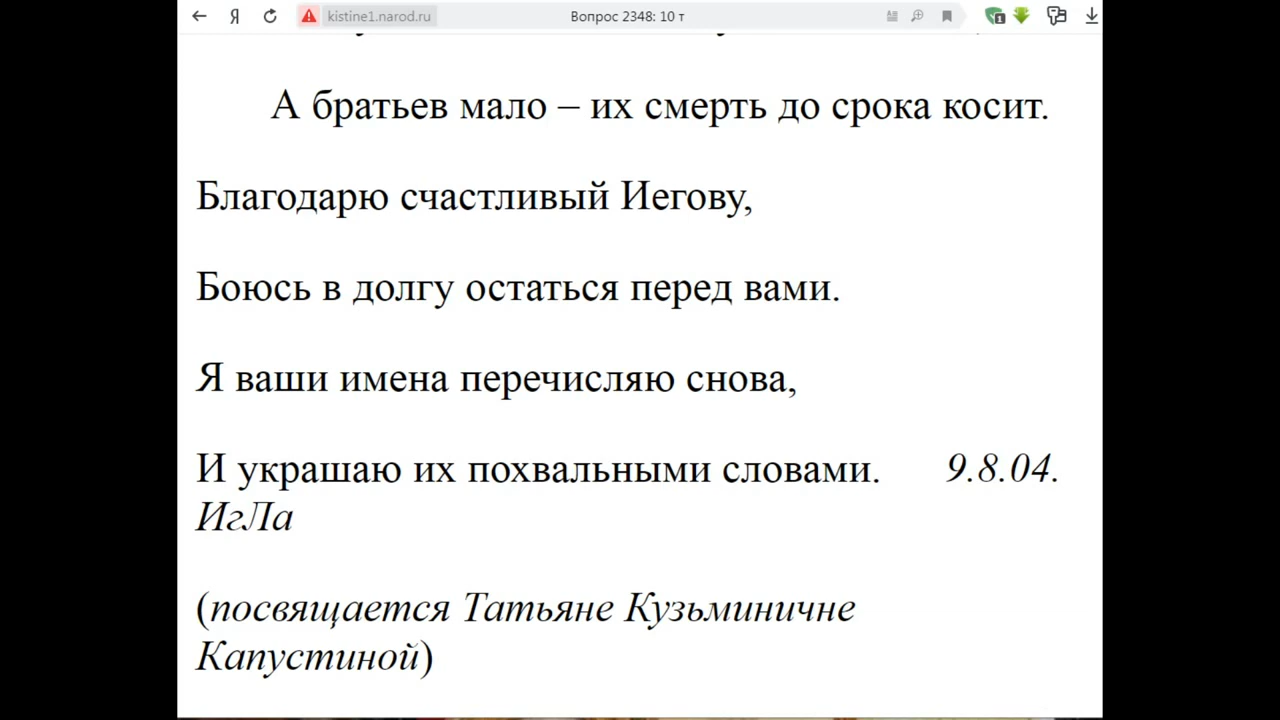 Я
kistine1.narod.ru
Вопрос 2348: 10 т
1
А братьев мало – их смерть до срока косит.
Благодарю счастливый Иегову,
Боюсь в долгу остаться перед вами.
Я ваши имена перечисляю снова,
И украшаю их похвальными словами. 9.8.04.
ИгЛа
(посвящается Татьяне Кузьминичне
Капустиной)